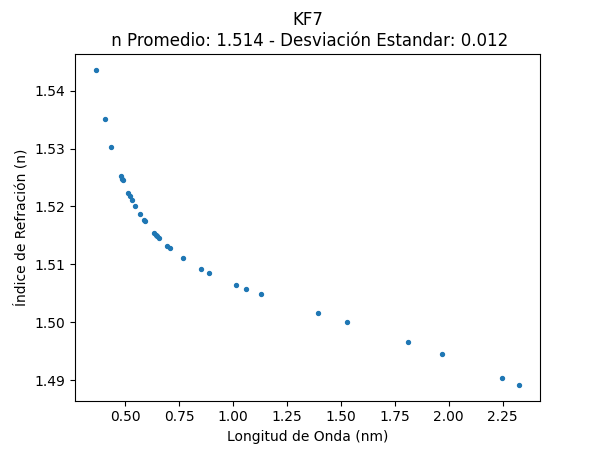 KF7
n Promedio: 1.514 - Desviación Estandar: 0.012
Índice de Refración (n)
1.54
1.53
1.52
1.51
1.50
1.49
0.50 0.75 1.00 1.25 1.50 1.75 2.00 2.25
Longitud de Onda (nm)